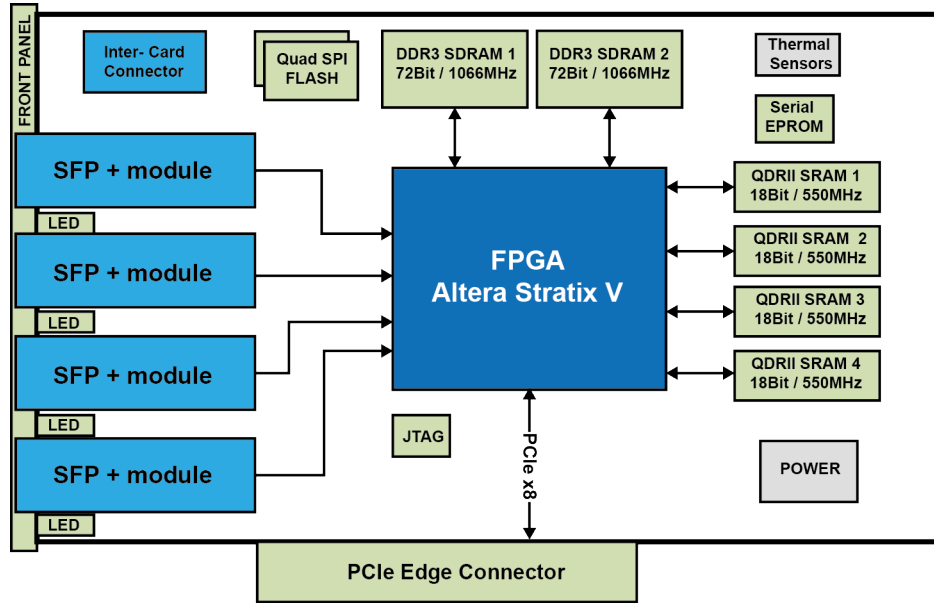 FRONT PANEL
Inter- Card
Connector
Quad SPI
FLASH
DDR3 SDRAM 1
72Bit / 1066MHz
DDR3 SDRAM 2
72Bit / 1066MHz
Thermal
Sensors
Serial
EPROM
SFP + module
LED
SFP + module
LED
SFP + module
LED
SFP + module
LED
FPGA
Altera Stratix V
QDRII SRAM 1
18Bit / 550MHz
QDRII SRAM 2
18Bit / 550MHz
QDRII SRAM 3
18Bit / 550MHz
QDRII SRAM 4
18Bit / 550MHz
JTAG
PCIe x8
POWER
PCIe Edge Connector